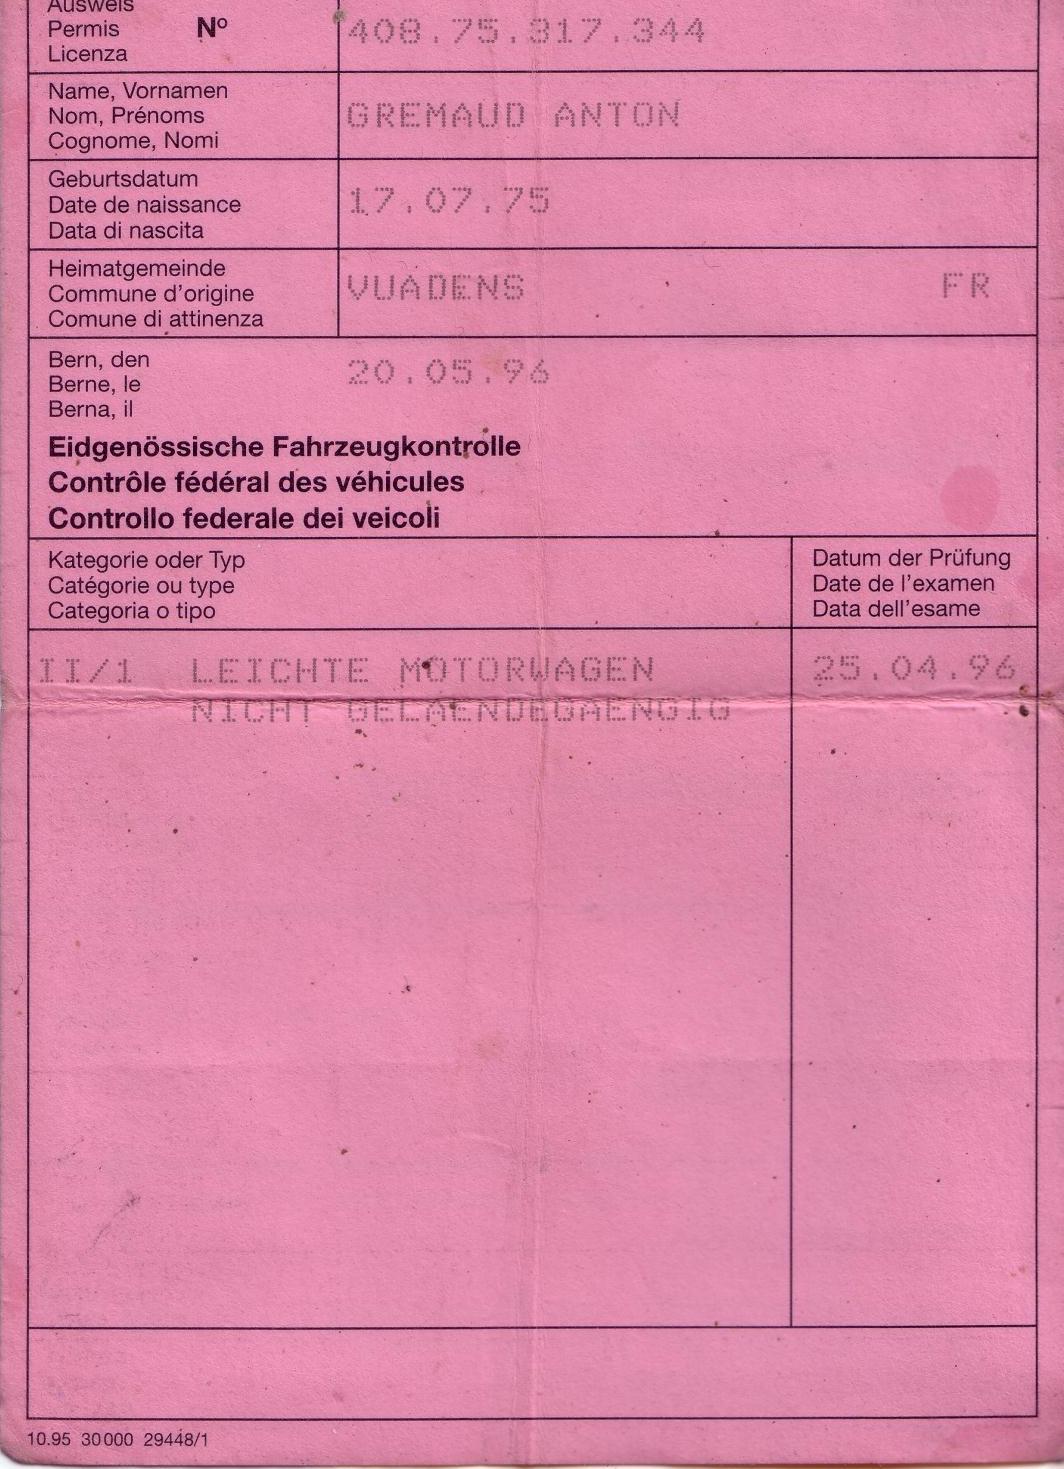 Ausweis
Permis N° 408.75.317.344
Licenza
Name, Vornamen
Nom, Prénoms GREMAUD ANTON
Cognome, Nomi
Geburtsdatum
Date de naissance 17.07.75
Data di nascita
Heimatgemeinde
Commune d'origine VUADENS FR
Comune di attinenza
Bern, den 20.05.96
Berne, le
Berna, il
Eidgenössische Fahrzeugkontrolle
Contrôle fédéral des véhicules
Controllo federale dei veicoli
Kategorie oder Typ Datum der Prüfung
Catégorie ou type Date de l'examen
Categoria o tipo Data dell'esame
II/1 LEICHTE MOTORWAGEN 25.04.96
NICHT GELAENDEGAENGIG
10.95 30000 29448/1